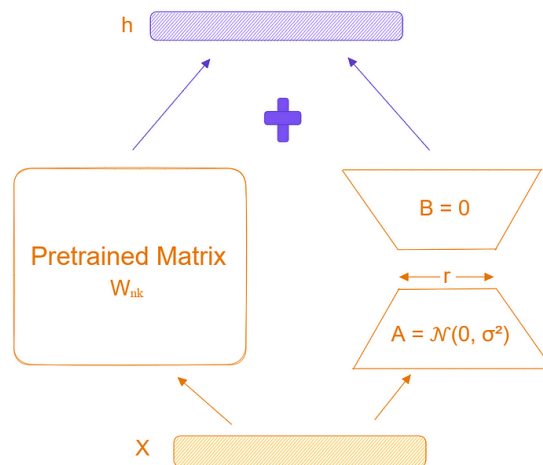 h
+
Pretrained Matrix
Wnk
B = 0
r
A = 𝒩(0, σ²)
X